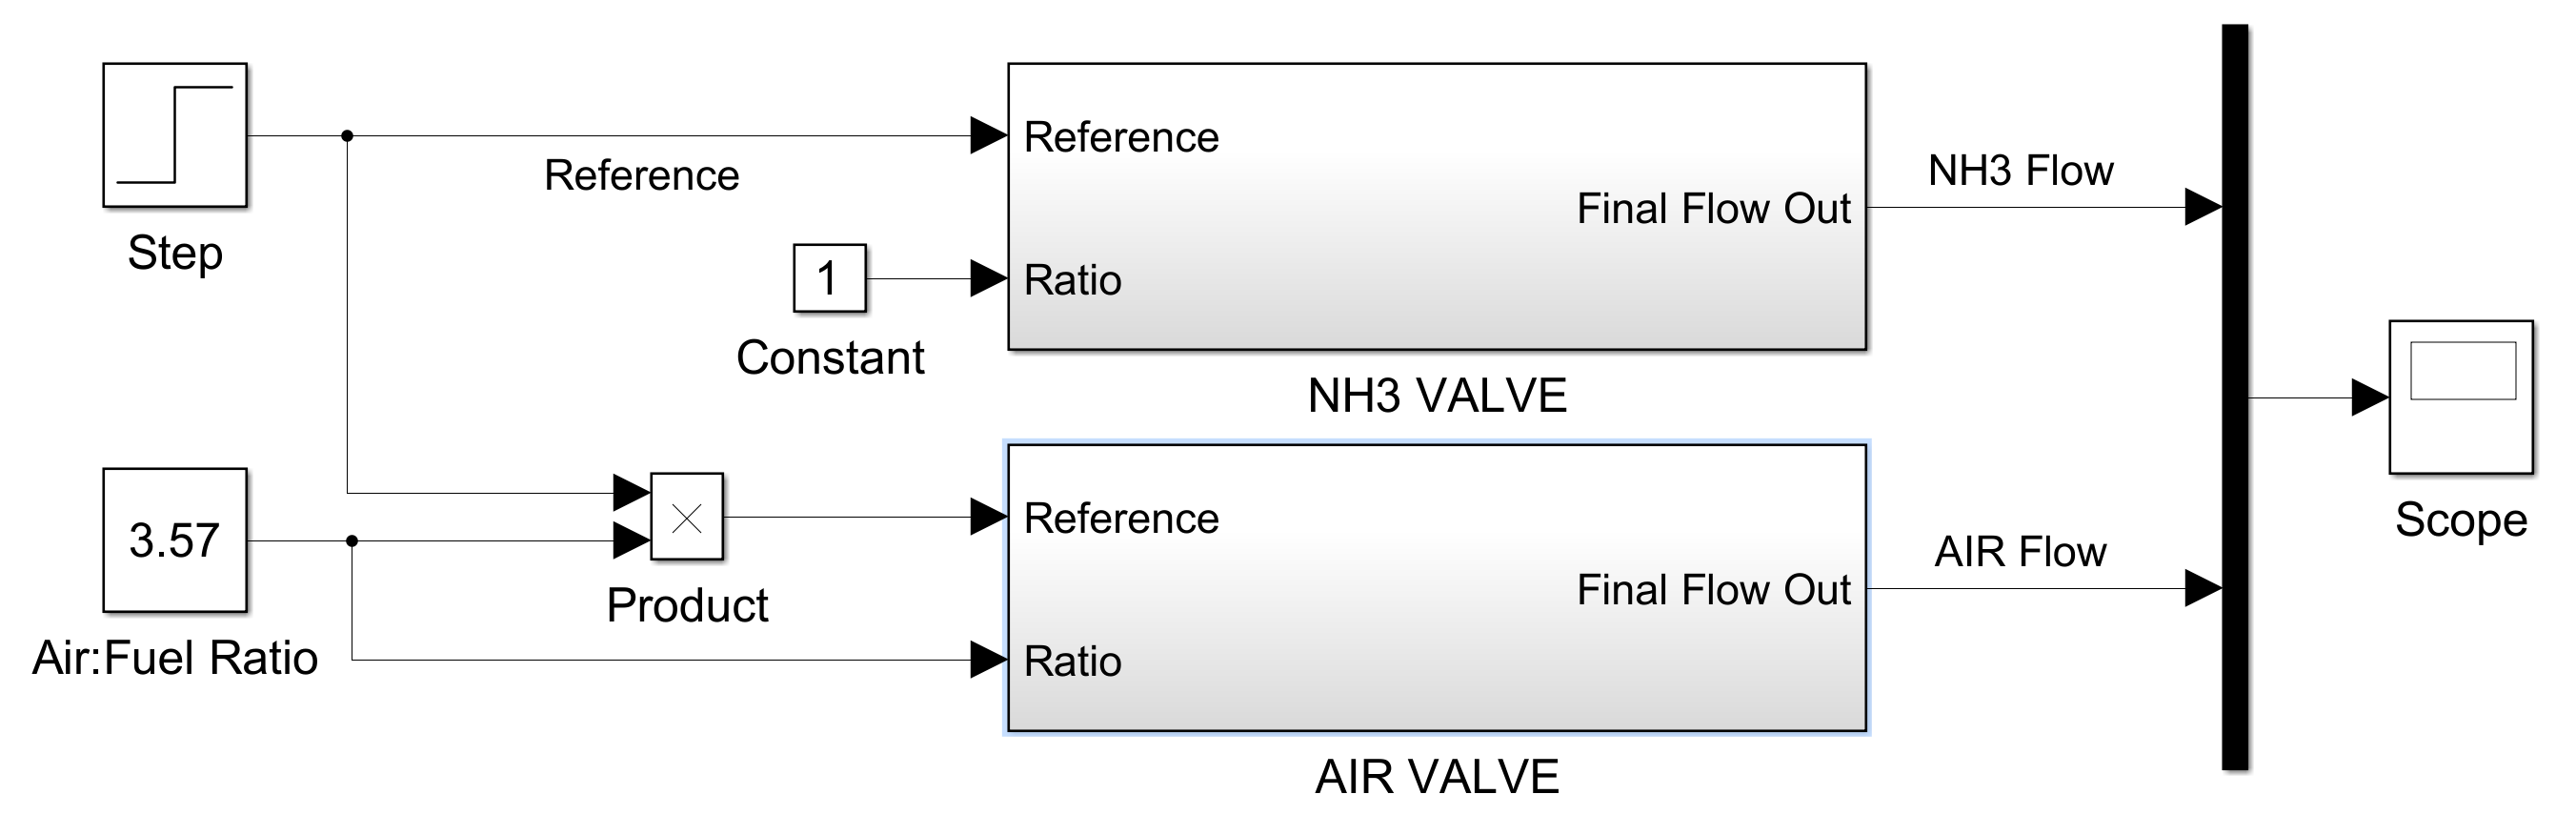 Step
Reference
1
Constant
Reference
Ratio
Final Flow Out
NH3 VALVE
NH3 Flow
3.57
Air:Fuel Ratio
Product
Reference
Ratio
Final Flow Out
AIR VALVE
AIR Flow
Scope